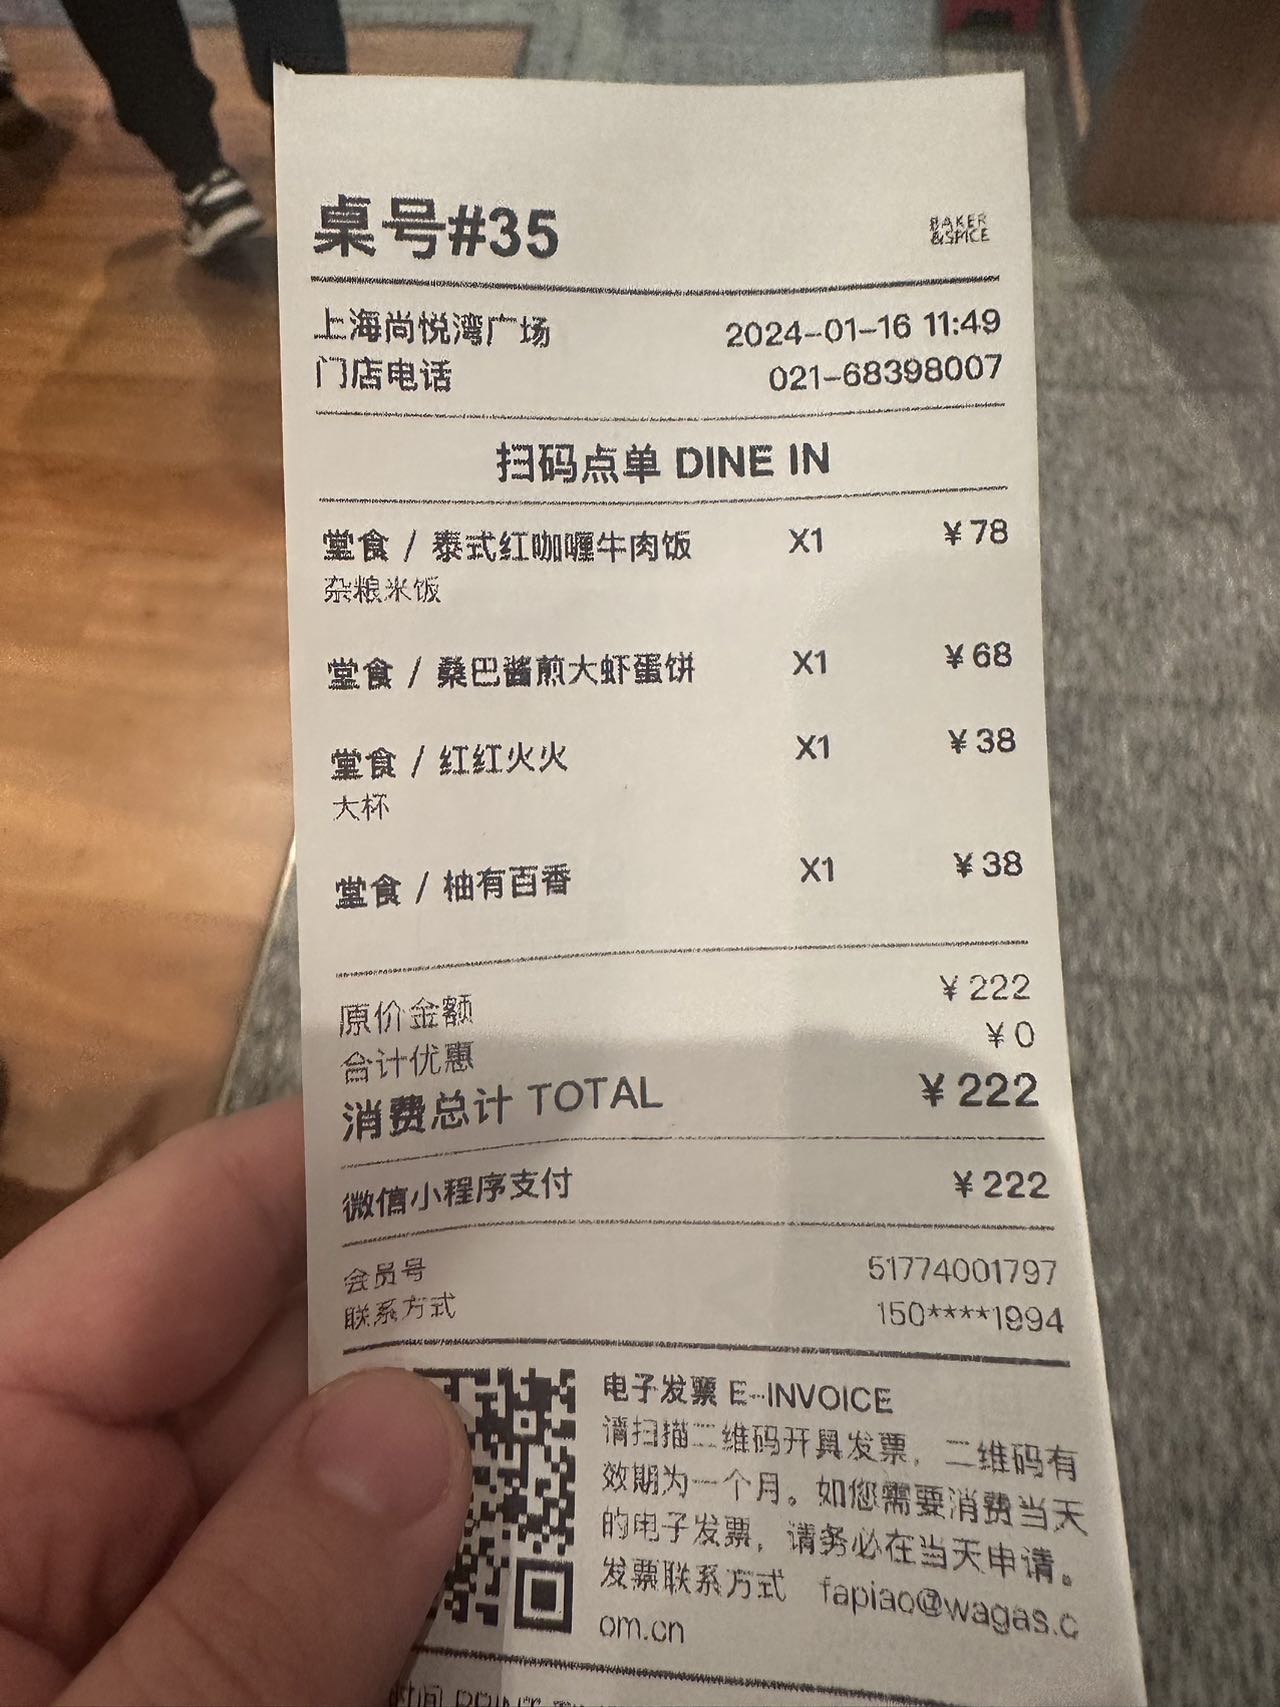 桌号#35
BAKER
&SPICE
上海尚悦湾广场 2024-01-16 11:49
门店电话 021-68398007
扫码点单 DINE IN
堂食 / 泰式红咖喱牛肉饭 X1 ¥78
杂粮米饭
堂食 / 桑巴酱煎大虾蛋饼 X1 ¥68
堂食 / 红红火火 X1 ¥38
大杯
堂食 / 柚有百香 X1 ¥38
原价金额 ¥222
合计优惠 ¥0
消费总计 TOTAL ¥222
微信小程序支付 ¥222
会员号 51774001797
联系方式 150****1994
电子发票 E-INVOICE
请扫描二维码开具发票，二维码有
效期为一个月。如您需要消费当天
的电子发票，请务必在当天申请。
发票联系方式 fapiao@wagas.c
om.cn